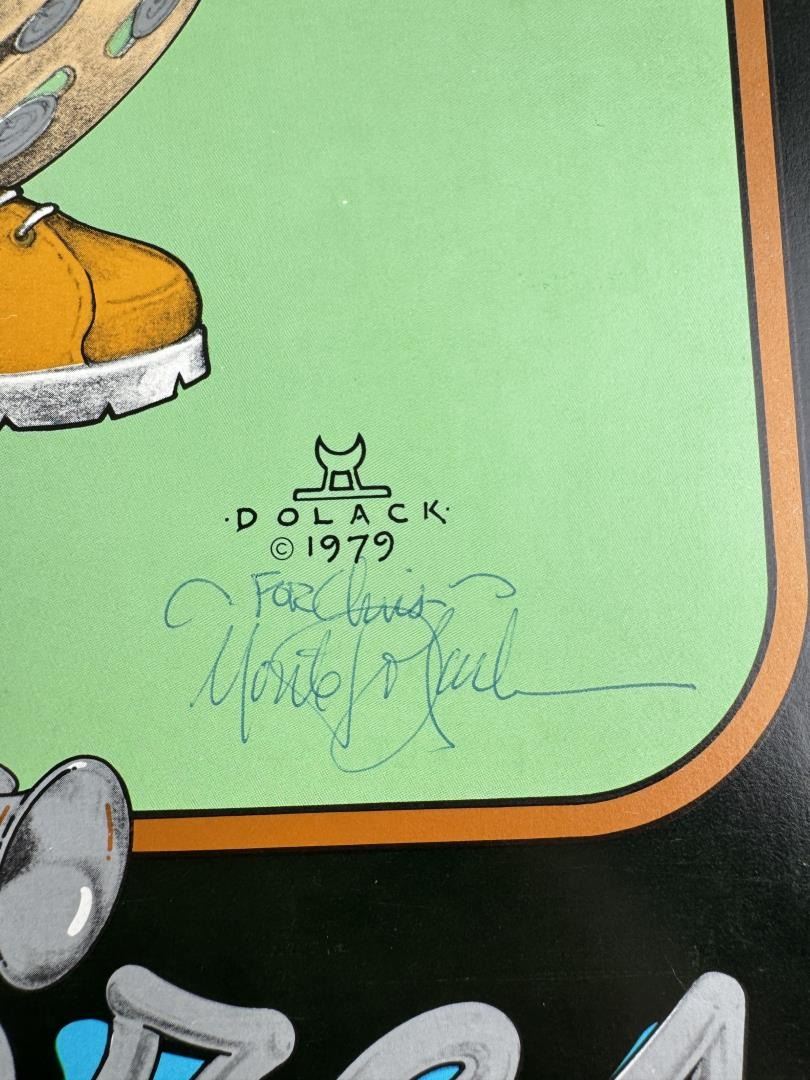 ·DOLACK·
© 1979
FOR Chris
Monte Dolack